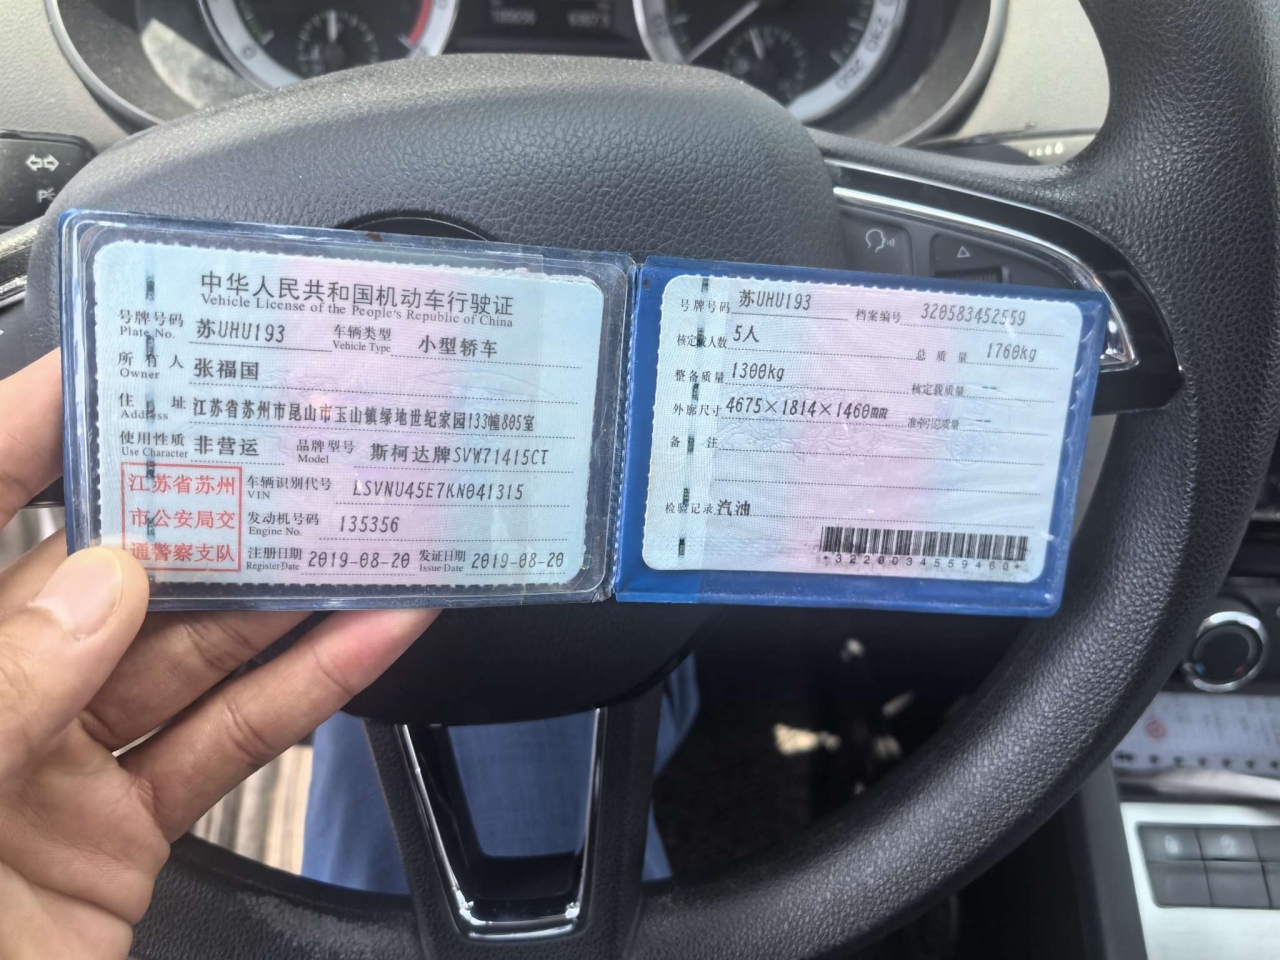 中华人民共和国机动车行驶证
Vehicle License of the People's Republic of China
号牌号码 苏UHU193 车辆类型 小型轿车
Plate No. Vehicle Type
所有人 张福国
Owner
住址 江苏省苏州市昆山市玉山镇绿地世纪家园133幢805室
Address
使用性质 非营运 品牌型号 斯柯达牌SVW71415CT
Use Character Model
江苏省苏州
市公安局交
通警察支队
车辆识别代号 LSVNU45E7KN041315
VIN
发动机号码 135356
Engine No.
注册日期 2019-08-20 发证日期 2019-08-20
Register Date Issue Date
号牌号码 苏UHU193 档案编号 320583452559
核定载人数 5人 总质量 1760kg
整备质量 1300kg 核定载质量 --
外廓尺寸 4675×1814×1460mm 准牵引总质量 --
备注
检验记录 汽油
*3220034559460*